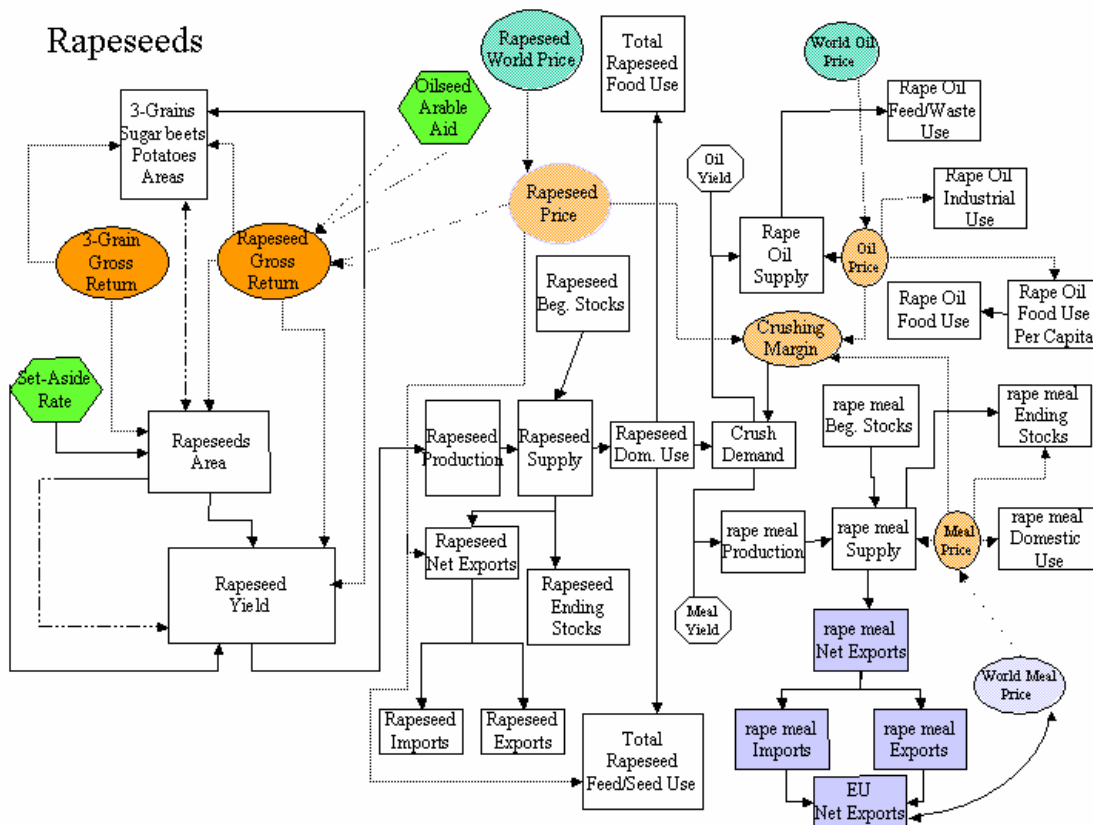 Rapeseeds
3-Grains
Sugar beets
Potatoes
Areas
Oilseed
Arable
Aid
Rapeseed
World Price
Total
Rapeseed
Food Use
World Oil
Price
Rape Oil
Feed/Waste
Use
Oil
Yield
Rape Oil
Industrial
Use
Rapeseed
Price
3-Grain
Gross
Return
Rapeseed
Gross
Return
Rape
Oil
Supply
Oil
Price
Rapeseed
Beg. Stocks
Rape Oil
Food Use
Rape Oil
Food Use
Per Capita
Crushing
Margin
Set-Aside
Rate
Rapeseeds
Area
Rapeseed
Production
Rapeseed
Supply
Rapeseed
Dom. Use
Crush
Demand
rape meal
Beg. Stocks
rape meal
Ending
Stocks
rape meal
Production
rape meal
Supply
Meal
Price
rape meal
Domestic
Use
Rapeseed
Net Exports
Rapeseed
Yield
Rapeseed
Ending
Stocks
Meal
Yield
rape meal
Net Exports
World Meal
Price
Rapeseed
Imports
Rapeseed
Exports
Total
Rapeseed
Feed/Seed Use
rape meal
Imports
rape meal
Exports
EU
Net Exports